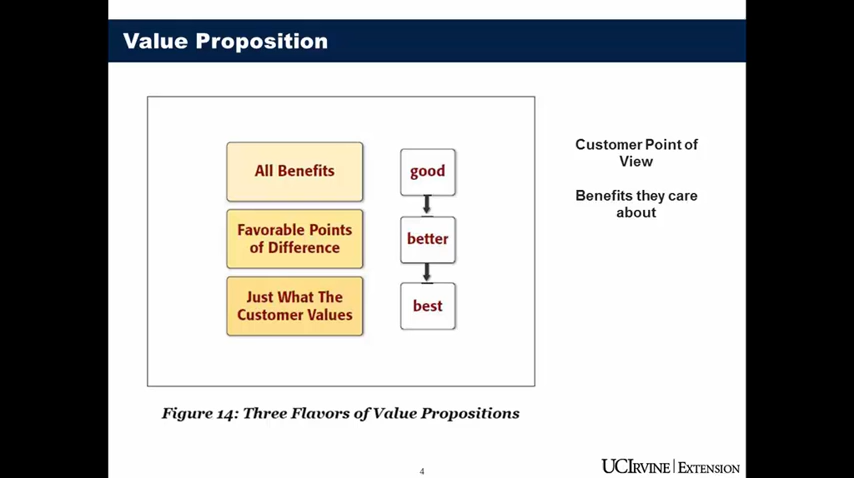 Value Proposition
All Benefits
good
Favorable Points
of Difference
better
Just What The
Customer Values
best
Customer Point of
View
Benefits they care
about
Figure 14: Three Flavors of Value Propositions
4
UCIRVINE | EXTENSION